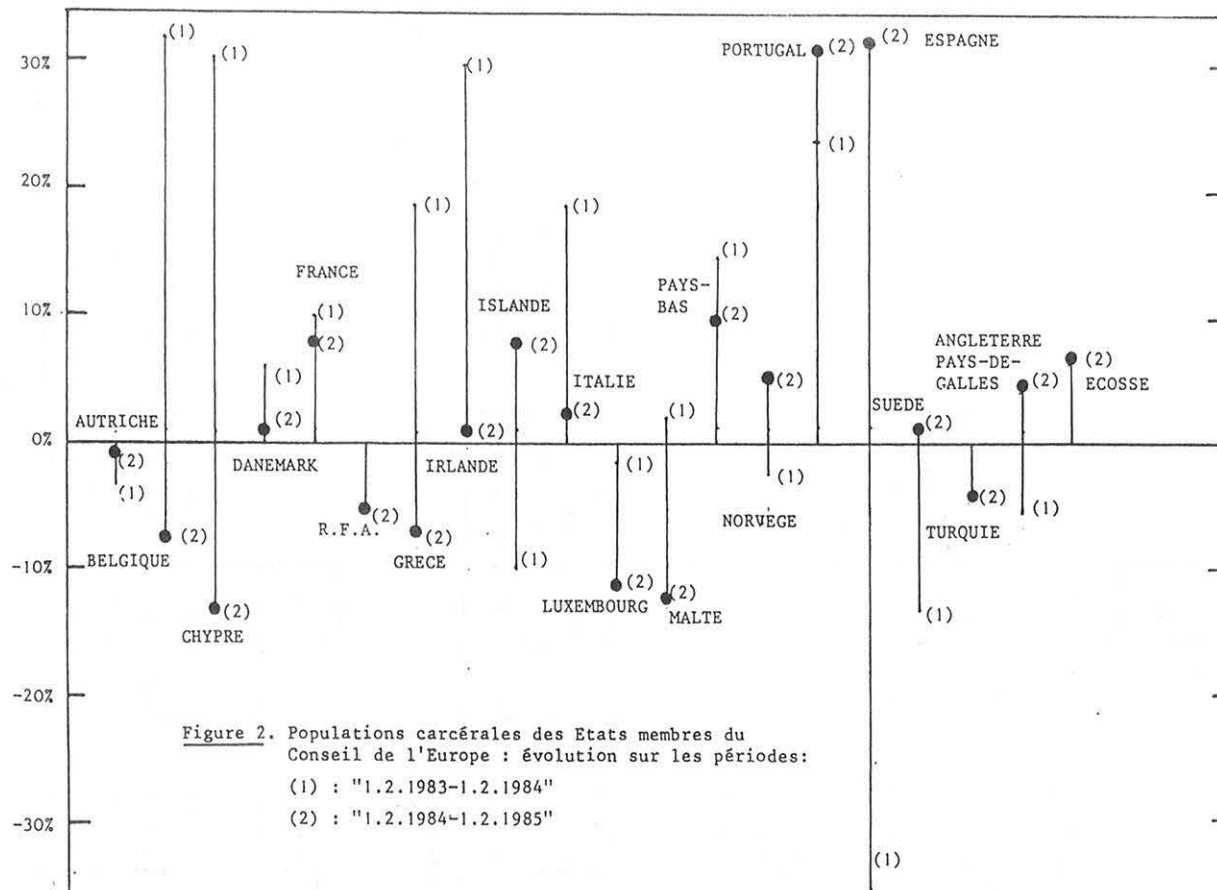 30%
20%
10%
0%
-10%
-20%
-30%
AUTRICHE
(2)
(1)
(1)
(2)
BELGIQUE
(1)
(2)
CHYPRE
(1)
(2)
DANEMARK
FRANCE
(1)
(2)
(2)
R.F.A.
(1)
(2)
GRECE
(1)
(2)
IRLANDE
ISLANDE
(2)
(1)
(1)
ITALIE
(2)
(1)
(2)
LUXEMBOURG
(1)
(2)
MALTE
(1)
PAYS-
BAS
(2)
(2)
(1)
NORVEGE
PORTUGAL (2)
(1)
(2) ESPAGNE
(1)
SUEDE
(2)
(1)
TURQUIE (2)
ANGLETERRE
PAYS-DE-
GALLES (2)
(1)
(2)
ECOSSE
Figure 2. Populations carcérales des Etats membres du
Conseil de l'Europe : évolution sur les périodes:
(1) : "1.2.1983-1.2.1984"
(2) : "1.2.1984-1.2.1985"